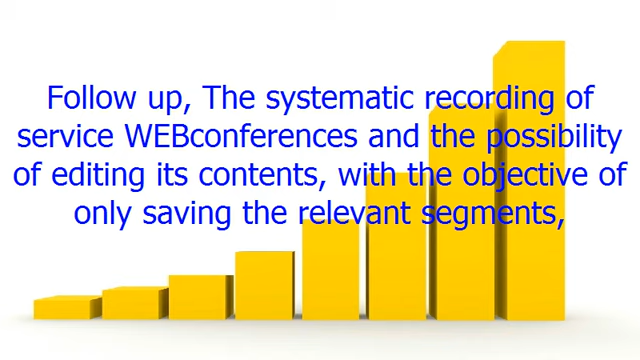 Follow up, The systematic recording of
service WEBconferences and the possibility
of editing its contents, with the objective of
only saving the relevant segments,